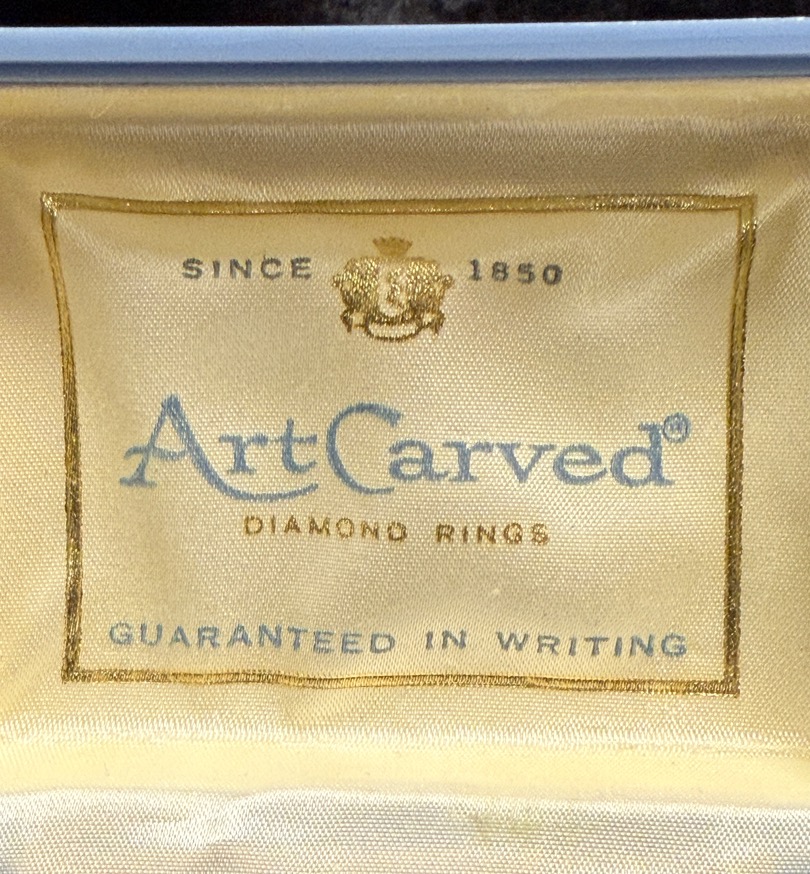 SINCE 1850
ArtCarved®
DIAMOND RINGS
GUARANTEED IN WRITING